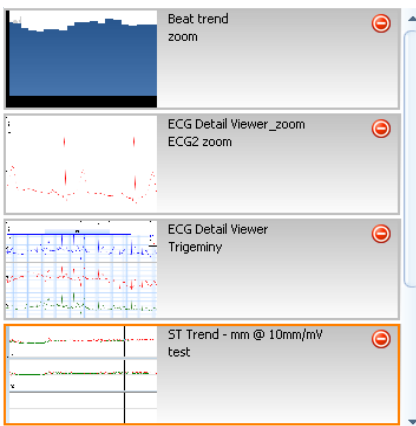 Beat trend
zoom
ECG Detail Viewer_zoom
ECG2 zoom
ECG Detail Viewer
Trigeminy
ST Trend - mm @ 10mm/mV
test